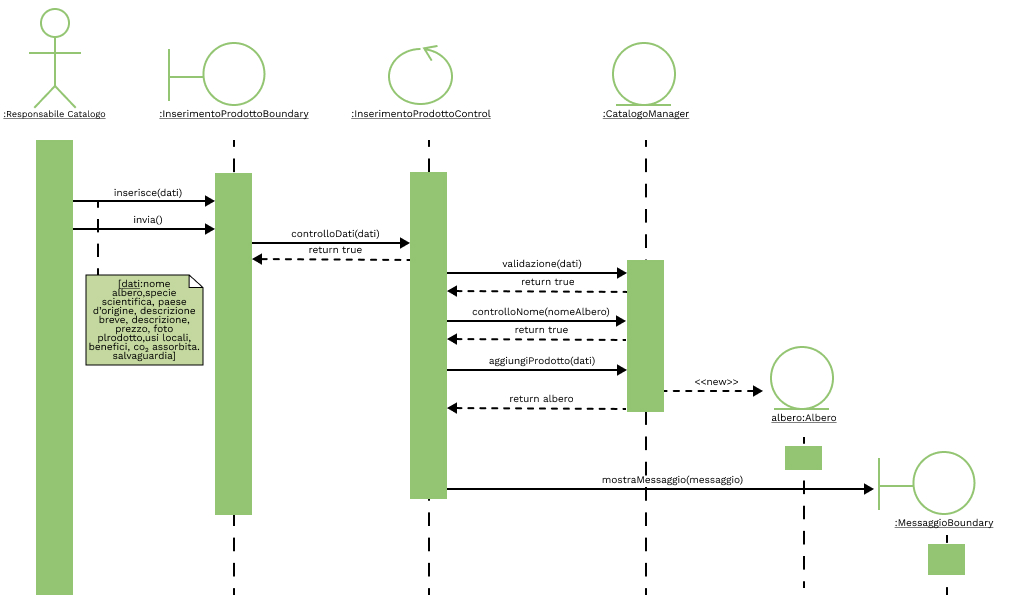 :Responsabile Catalogo
:InserimentoProdottoBoundary
:InserimentoProdottoControl
:CatalogoManager
inserisce(dati)
invia()
controlloDati(dati)
return true
validazione(dati)
return true
controlloNome(nomeAlbero)
return true
aggiungiProdotto(dati)
<<new>>
return albero
[dati:nome
albero,specie
scientifica, paese
d'origine, descrizione
breve, descrizione,
prezzo, foto
plrodotto,usi locali,
benefici, co₂ assorbita.
salvaguardia]
albero:Albero
mostraMessaggio(messaggio)
:MessaggioBoundary